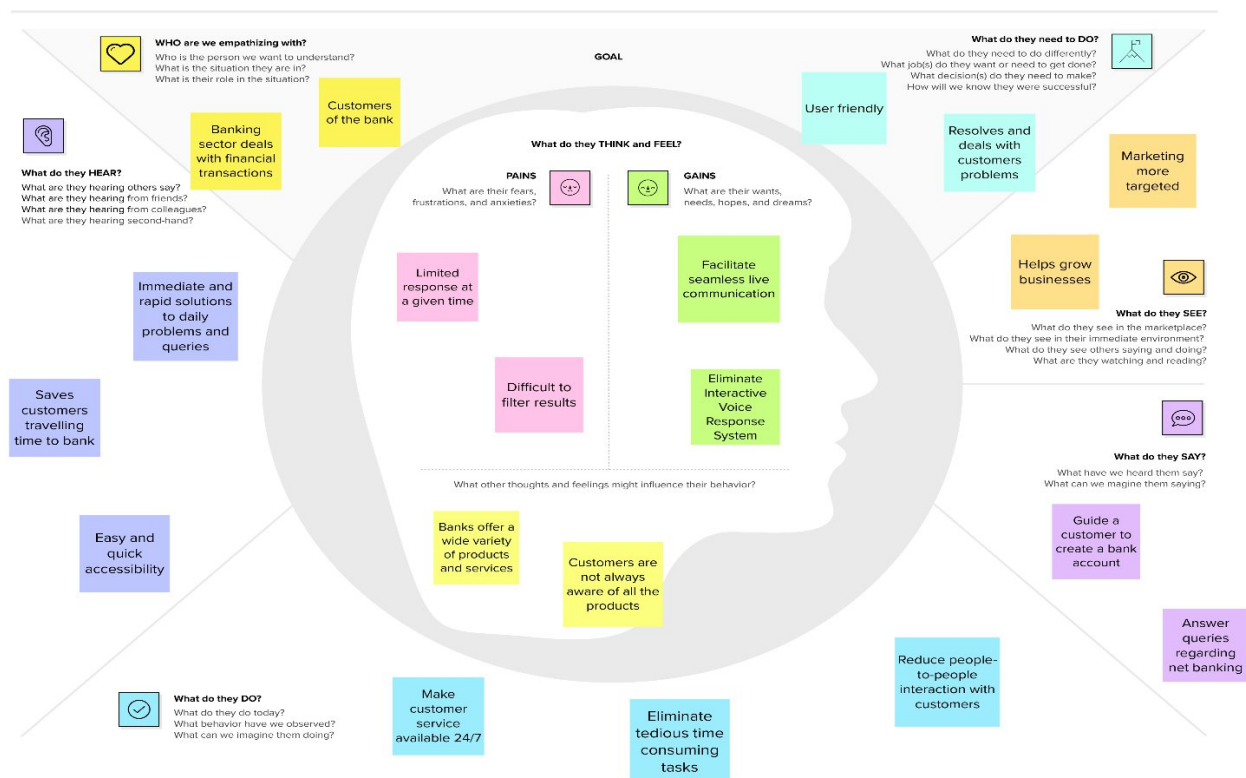 WHO are we empathizing with?
Who is the person we want to understand?
What is the situation they are in?
What is their role in the situation?
Customers
of the bank
Banking
sector deals
with financial
transactions
GOAL
What do they need to DO?
What do they need to do differently?
What job(s) do they want or need to get done?
What decision(s) do they need to make?
How will we know they were successful?
User friendly
Resolves and
deals with
customers
problems
What do they HEAR?
What are they hearing others say?
What are they hearing from friends?
What are they hearing from colleagues?
What are they hearing second-hand?
Immediate and
rapid solutions
to daily
problems and
queries
Saves
customers
travelling
time to bank
Easy and
quick
accessibility
What do they THINK and FEEL?
PAINS
What are their fears,
frustrations, and anxieties?
Limited
response at
a given time
Difficult to
filter results
GAINS
What are their wants,
needs, hopes, and dreams?
Facilitate
seamless live
communication
Eliminate
Interactive
Voice
Response
System
What other thoughts and feelings might influence their behavior?
Banks offer a
wide variety
of products
and services
Customers are
not always
aware of all the
products
Marketing
more
targeted
Helps grow
businesses
What do they SEE?
What do they see in the marketplace?
What do they see in their immediate environment?
What do they see others saying and doing?
What are they watching and reading?
What do they SAY?
What have we heard them say?
What can we magine them saying?
Guide a
customer to
create a bank
account
Answer
queries
regarding
net banking
What do they DO?
What do they do today?
What behavior have we observed?
What can we imagine them doing?
Make
customer
service
available 24/7
Eliminate
tedious time
consuming
tasks
Reduce people-
to-people
interaction with
customers